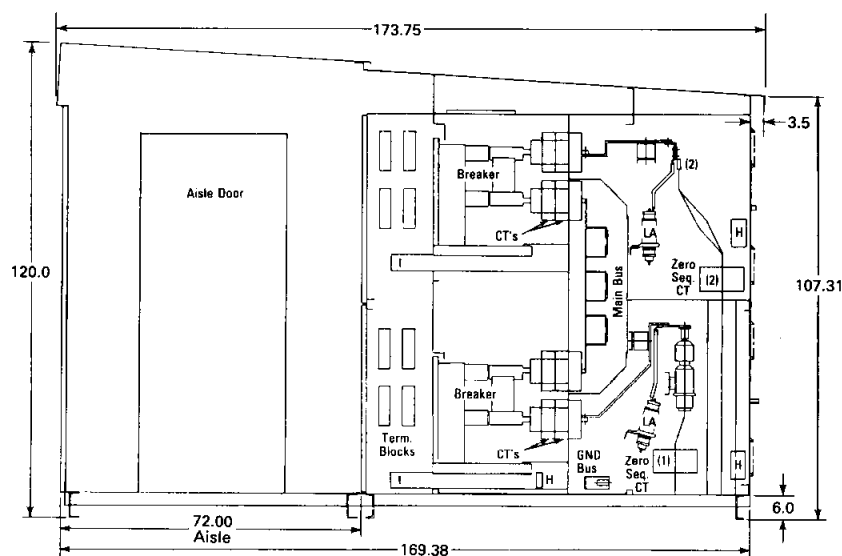 173.75
3.5
Breaker
(2)
Aisle Door
CT's
LA
H
120.0
Zero
Seq.
CT
(2)
Main Bus
107.31
Breaker
LA
Term.
Blocks
CT's
GND
Bus
Zero
Seq.
CT
(1)
H
H
6.0
72.00
Aisle
169.38